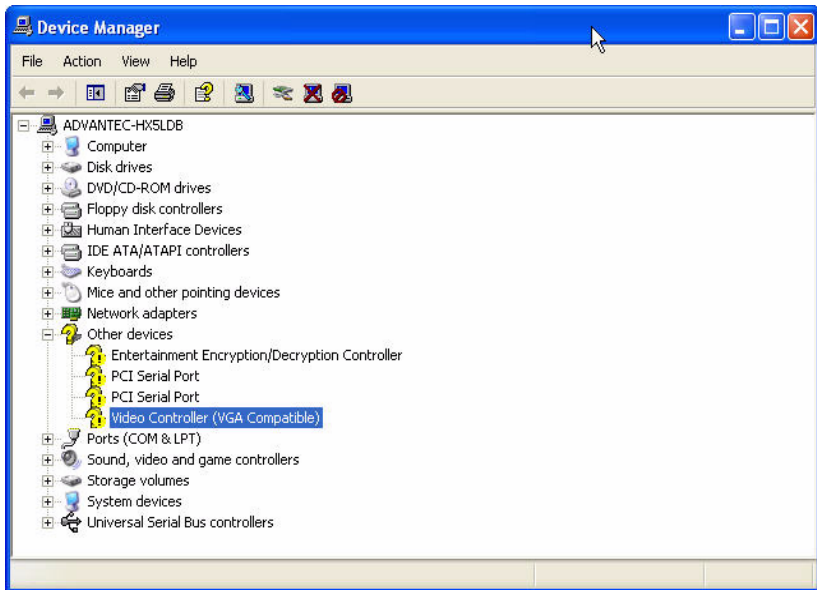 Device Manager
File Action View Help
ADVANTEC-HX5LDB
Computer
Disk drives
DVD/CD-ROM drives
Floppy disk controllers
Human Interface Devices
IDE ATA/ATAPI controllers
Keyboards
Mice and other pointing devices
Network adapters
Other devices
Entertainment Encryption/Decryption Controller
PCI Serial Port
PCI Serial Port
Video Controller (VGA Compatible)
Ports (COM & LPT)
Sound, video and game controllers
Storage volumes
System devices
Universal Serial Bus controllers